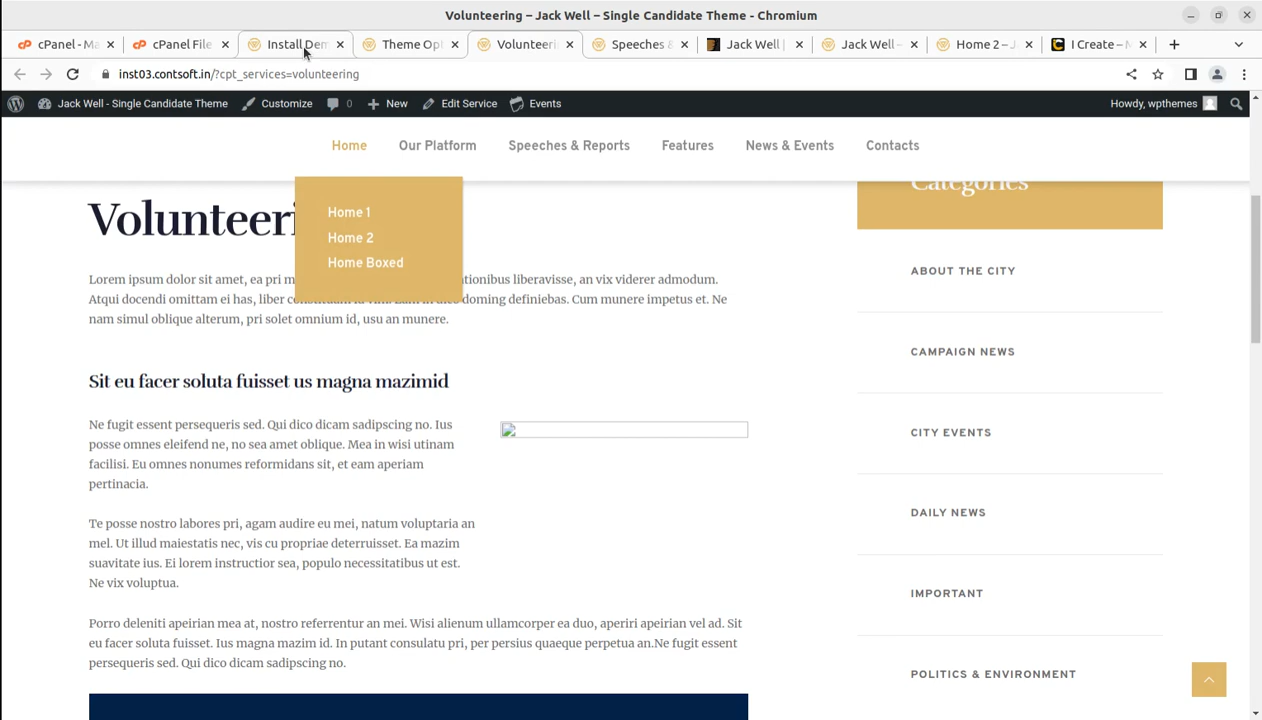 Volunteering – Jack Well – Single Candidate Theme - Chromium
cPanel - Ma
cPanel File
Install Dem
Theme Opt
Volunteeri
Speeches &
Jack Well |
Jack Well –
Home 2 – J
I Create – M
inst03.contsoft.in/?cpt_services=volunteering
Jack Well - Single Candidate Theme
Customize
0
New
Edit Service
Events
Howdy, wpthemes
Home
Our Platform
Speeches & Reports
Features
News & Events
Contacts
Home 1
Home 2
Home Boxed
Categories
Volunteeri
Lorem ipsum dolor sit amet, ea pri m
ationibus liberavisse, an vix viderer admodum.
Atqui docendi omittam ei has, liber
doming definiebas. Cum munere impetus et. Ne
nam simul oblique alterum, pri solet omnium id, usu an munere.
Sit eu facer soluta fuisset us magna mazimid
Ne fugit essent persequeris sed. Qui dico dicam sadipscing no. Ius
posse omnes eleifend ne, no sea amet oblique. Mea in wisi utinam
facilisi. Eu omnes nonumes reformidans sit, et eam aperiam
pertinacia.
Te posse nostro labores pri, agam audire eu mei, natum voluptaria an
mel. Ut illud maiestatis nec, vis cu propriae deterruisset. Ea mazim
suavitate ius. Ei lorem instructior sea, populo necessitatibus ut est.
Ne vix voluptua.
Porro deleniti apeirian mea at, nostro referrentur an mei. Wisi alienum ullamcorper ea duo, aperiri apeirian vel ad. Sit
eu facer soluta fuisset. Ius magna mazim id. In putant consulatu pri, per persius quaeque perpetua an.Ne fugit essent
persequeris sed. Qui dico dicam sadipscing no.
ABOUT THE CITY
CAMPAIGN NEWS
CITY EVENTS
DAILY NEWS
IMPORTANT
POLITICS & ENVIRONMENT